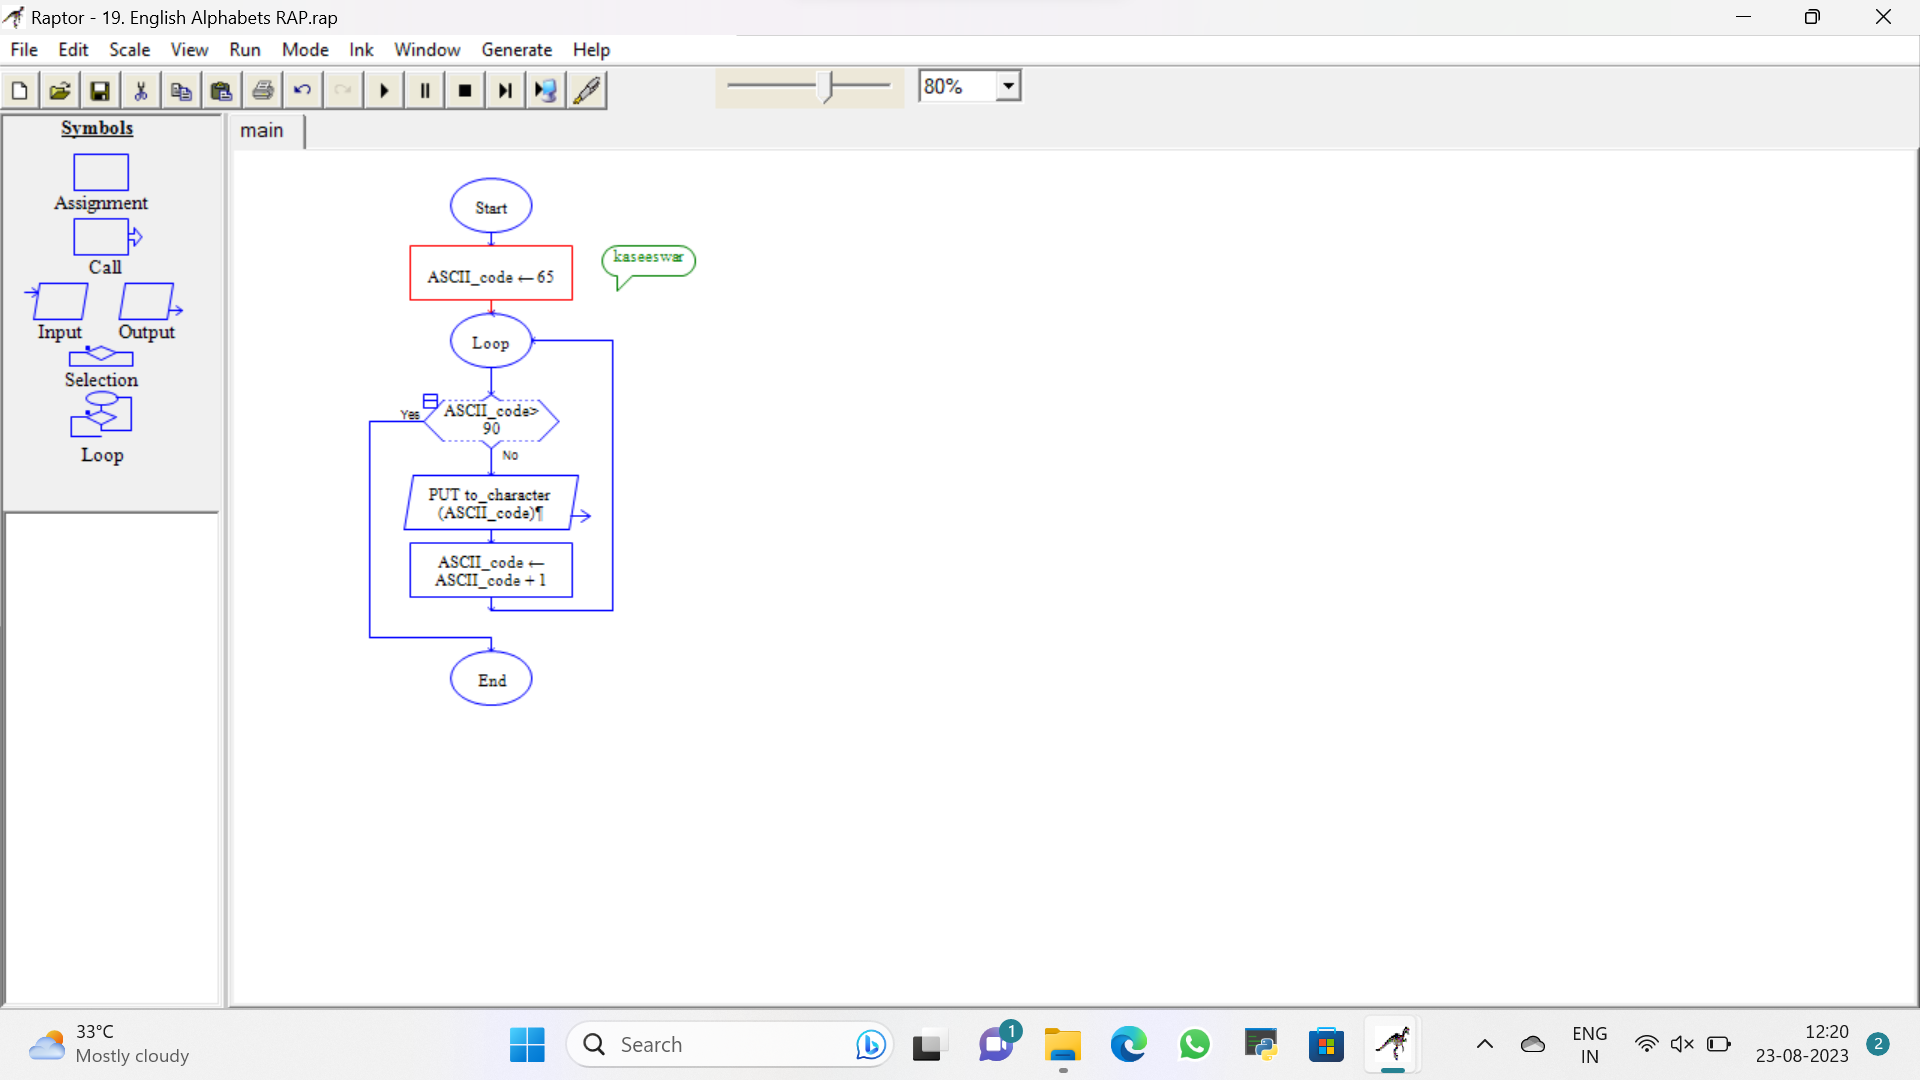 Raptor - 19. English Alphabets RAP.rap
File Edit Scale View Run Mode Ink Window Generate Help
80%
Symbols
Assignment
Call
Input Output
Selection
Loop
main
Start
ASCII_code ← 65
kaseeswar
Loop
Yes
ASCII_code>
90
No
PUT to_character
(ASCII_code)¶
ASCII_code ←
ASCII_code + 1
End
33°C
Mostly cloudy
Search
1
ENG
IN
12:20
23-08-2023
2